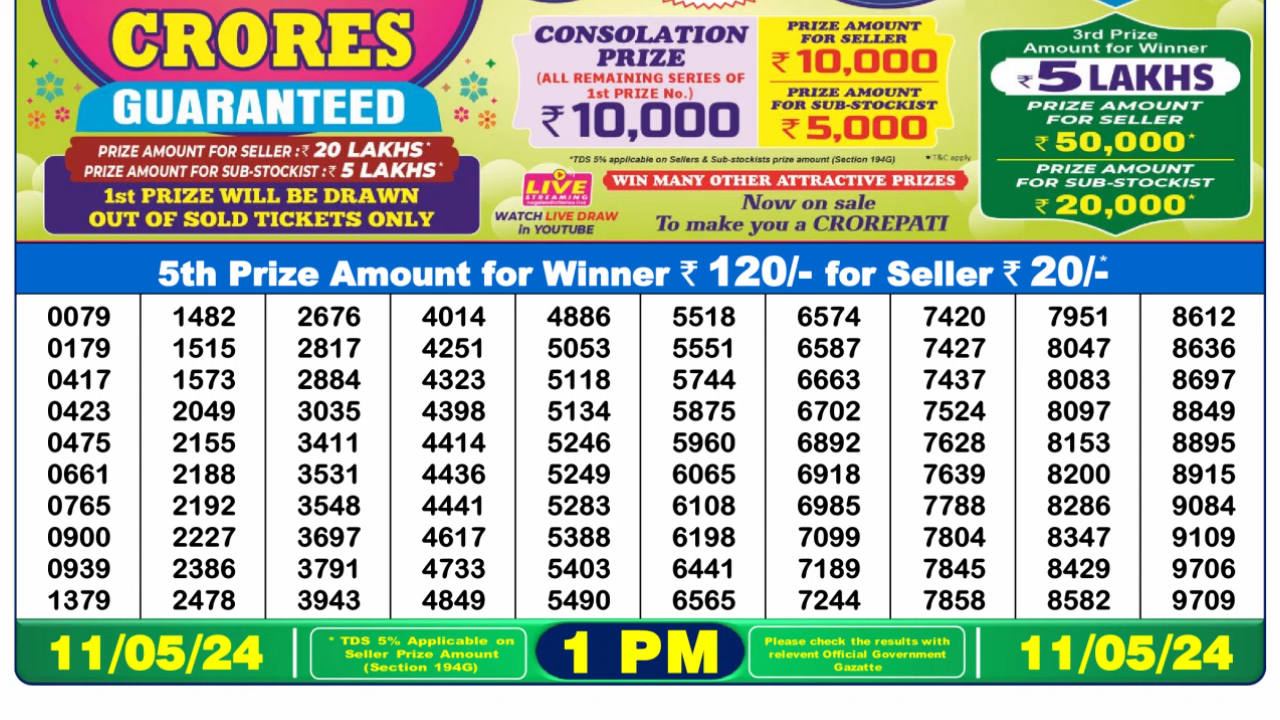 CRORES
GUARANTEED
PRIZE AMOUNT FOR SELLER :₹ 20 LAKHS*
PRIZE AMOUNT FOR SUB-STOCKIST :₹ 5 LAKHS*
1st PRIZE WILL BE DRAWN
OUT OF SOLD TICKETS ONLY
CONSOLATION
PRIZE
(ALL REMAINING SERIES OF
1st PRIZE No.)
₹ 10,000
PRIZE AMOUNT
FOR SELLER
₹ 10,000
PRIZE AMOUNT
FOR SUB-STOCKIST
₹ 5,000
*TDS 5% applicable on Sellers & Sub-stockists prize amount (Section 194G)
★T&C apply
LIVE
STREAMING
WATCH LIVE DRAW
in YOUTUBE
WIN MANY OTHER ATTRACTIVE PRIZES
Now on sale
To make you a CROREPATI
3rd Prize
Amount for Winner
₹ 5 LAKHS
PRIZE AMOUNT
FOR SELLER
₹ 50,000*
PRIZE AMOUNT
FOR SUB-STOCKIST
₹ 20,000*
5th Prize Amount for Winner ₹ 120/- for Seller ₹ 20/-*
0079 1482 2676 4014 4886 5518 6574 7420 7951 8612
0179 1515 2817 4251 5053 5551 6587 7427 8047 8636
0417 1573 2884 4323 5118 5744 6663 7437 8083 8697
0423 2049 3035 4398 5134 5875 6702 7524 8097 8849
0475 2155 3411 4414 5246 5960 6892 7628 8153 8895
0661 2188 3531 4436 5249 6065 6918 7639 8200 8915
0765 2192 3548 4441 5283 6108 6985 7788 8286 9084
0900 2227 3697 4617 5388 6198 7099 7804 8347 9109
0939 2386 3791 4733 5403 6441 7189 7845 8429 9706
1379 2478 3943 4849 5490 6565 7244 7858 8582 9709
11/05/24
* TDS 5% Applicable on
Seller Prize Amount
(Section 194G)
1 PM
Please check the results with
relevent Official Government
Gazatte
11/05/24